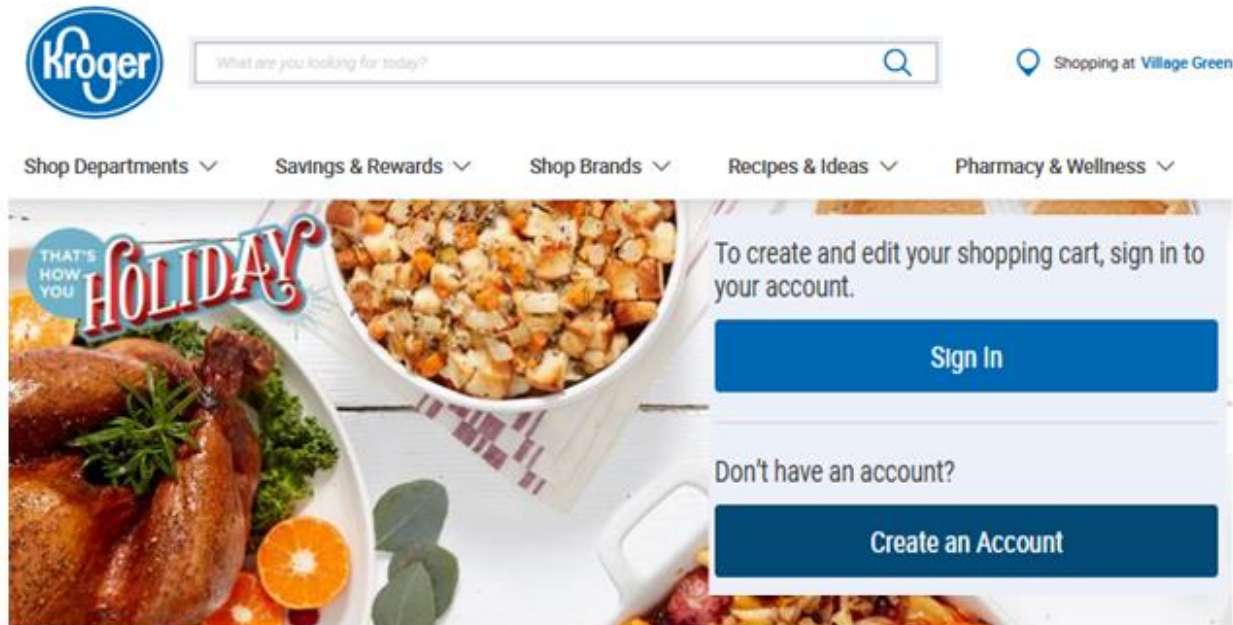 Kroger
What are you looking for today?
Shopping at Village Green
Shop Departments
Savings & Rewards
Shop Brands
Recipes & Ideas
Pharmacy & Wellness
THAT'S
HOW
YOU
HOLIDAY
To create and edit your shopping cart, sign in to
your account.
Sign In
Don't have an account?
Create an Account